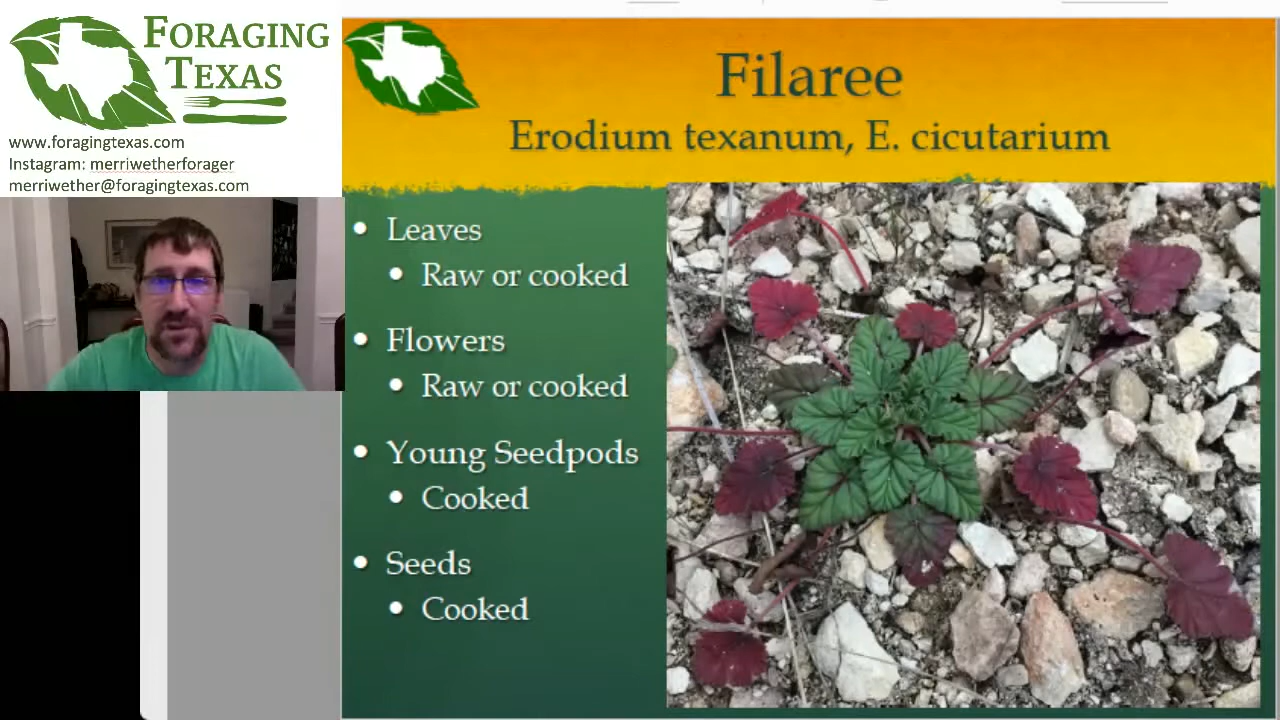 FORAGING
TEXAS
www.foragingtexas.com
Instagram: merriwetherforager
merriwether@foragingtexas.com
Filaree
Erodium texanum, E. cicutarium
• Leaves
• Raw or cooked
• Flowers
• Raw or cooked
• Young Seedpods
• Cooked
• Seeds
• Cooked